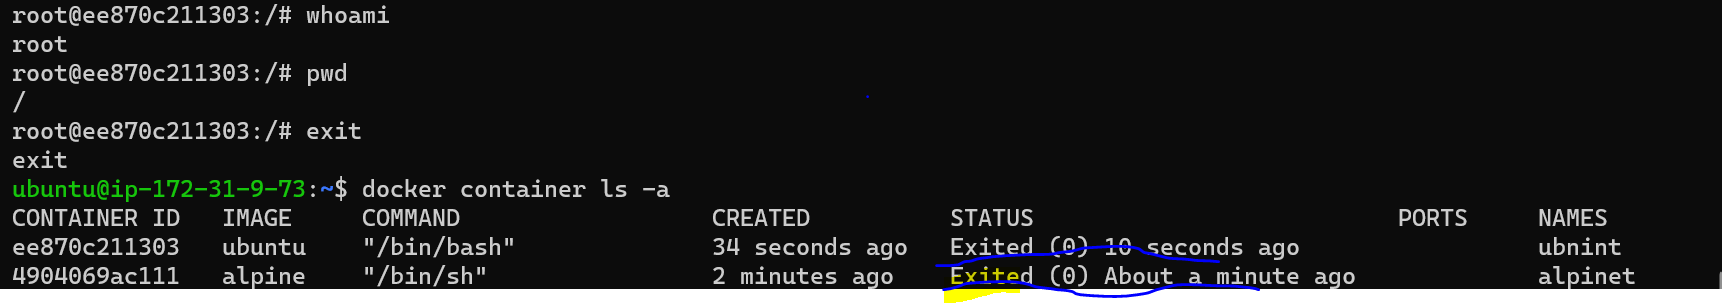 root@ee870c211303:/# whoami
root
root@ee870c211303:/# pwd
/
root@ee870c211303:/# exit
exit
ubuntu@ip-172-31-9-73:~$ docker container ls -a
CONTAINER ID   IMAGE     COMMAND                  CREATED          STATUS                          PORTS     NAMES
ee870c211303   ubuntu    "/bin/bash"              34 seconds ago   Exited (0) 10 seconds ago                 ubnint
4904069ac111   alpine    "/bin/sh"                2 minutes ago    Exited (0) About a minute ago             alpinet